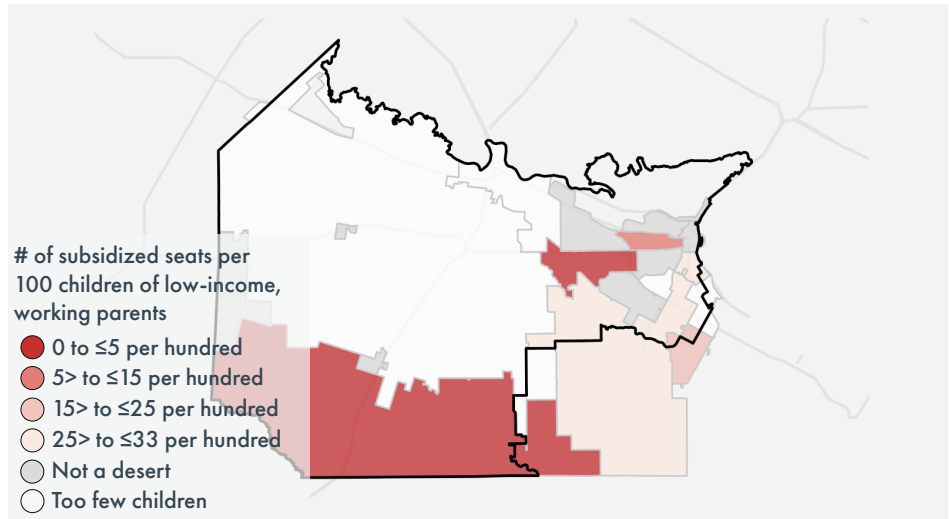 # of subsidized seats per
100 children of low-income,
working parents
0 to ≤5 per hundred
5> to ≤15 per hundred
15> to ≤25 per hundred
25> to ≤33 per hundred
Not a desert
Too few children